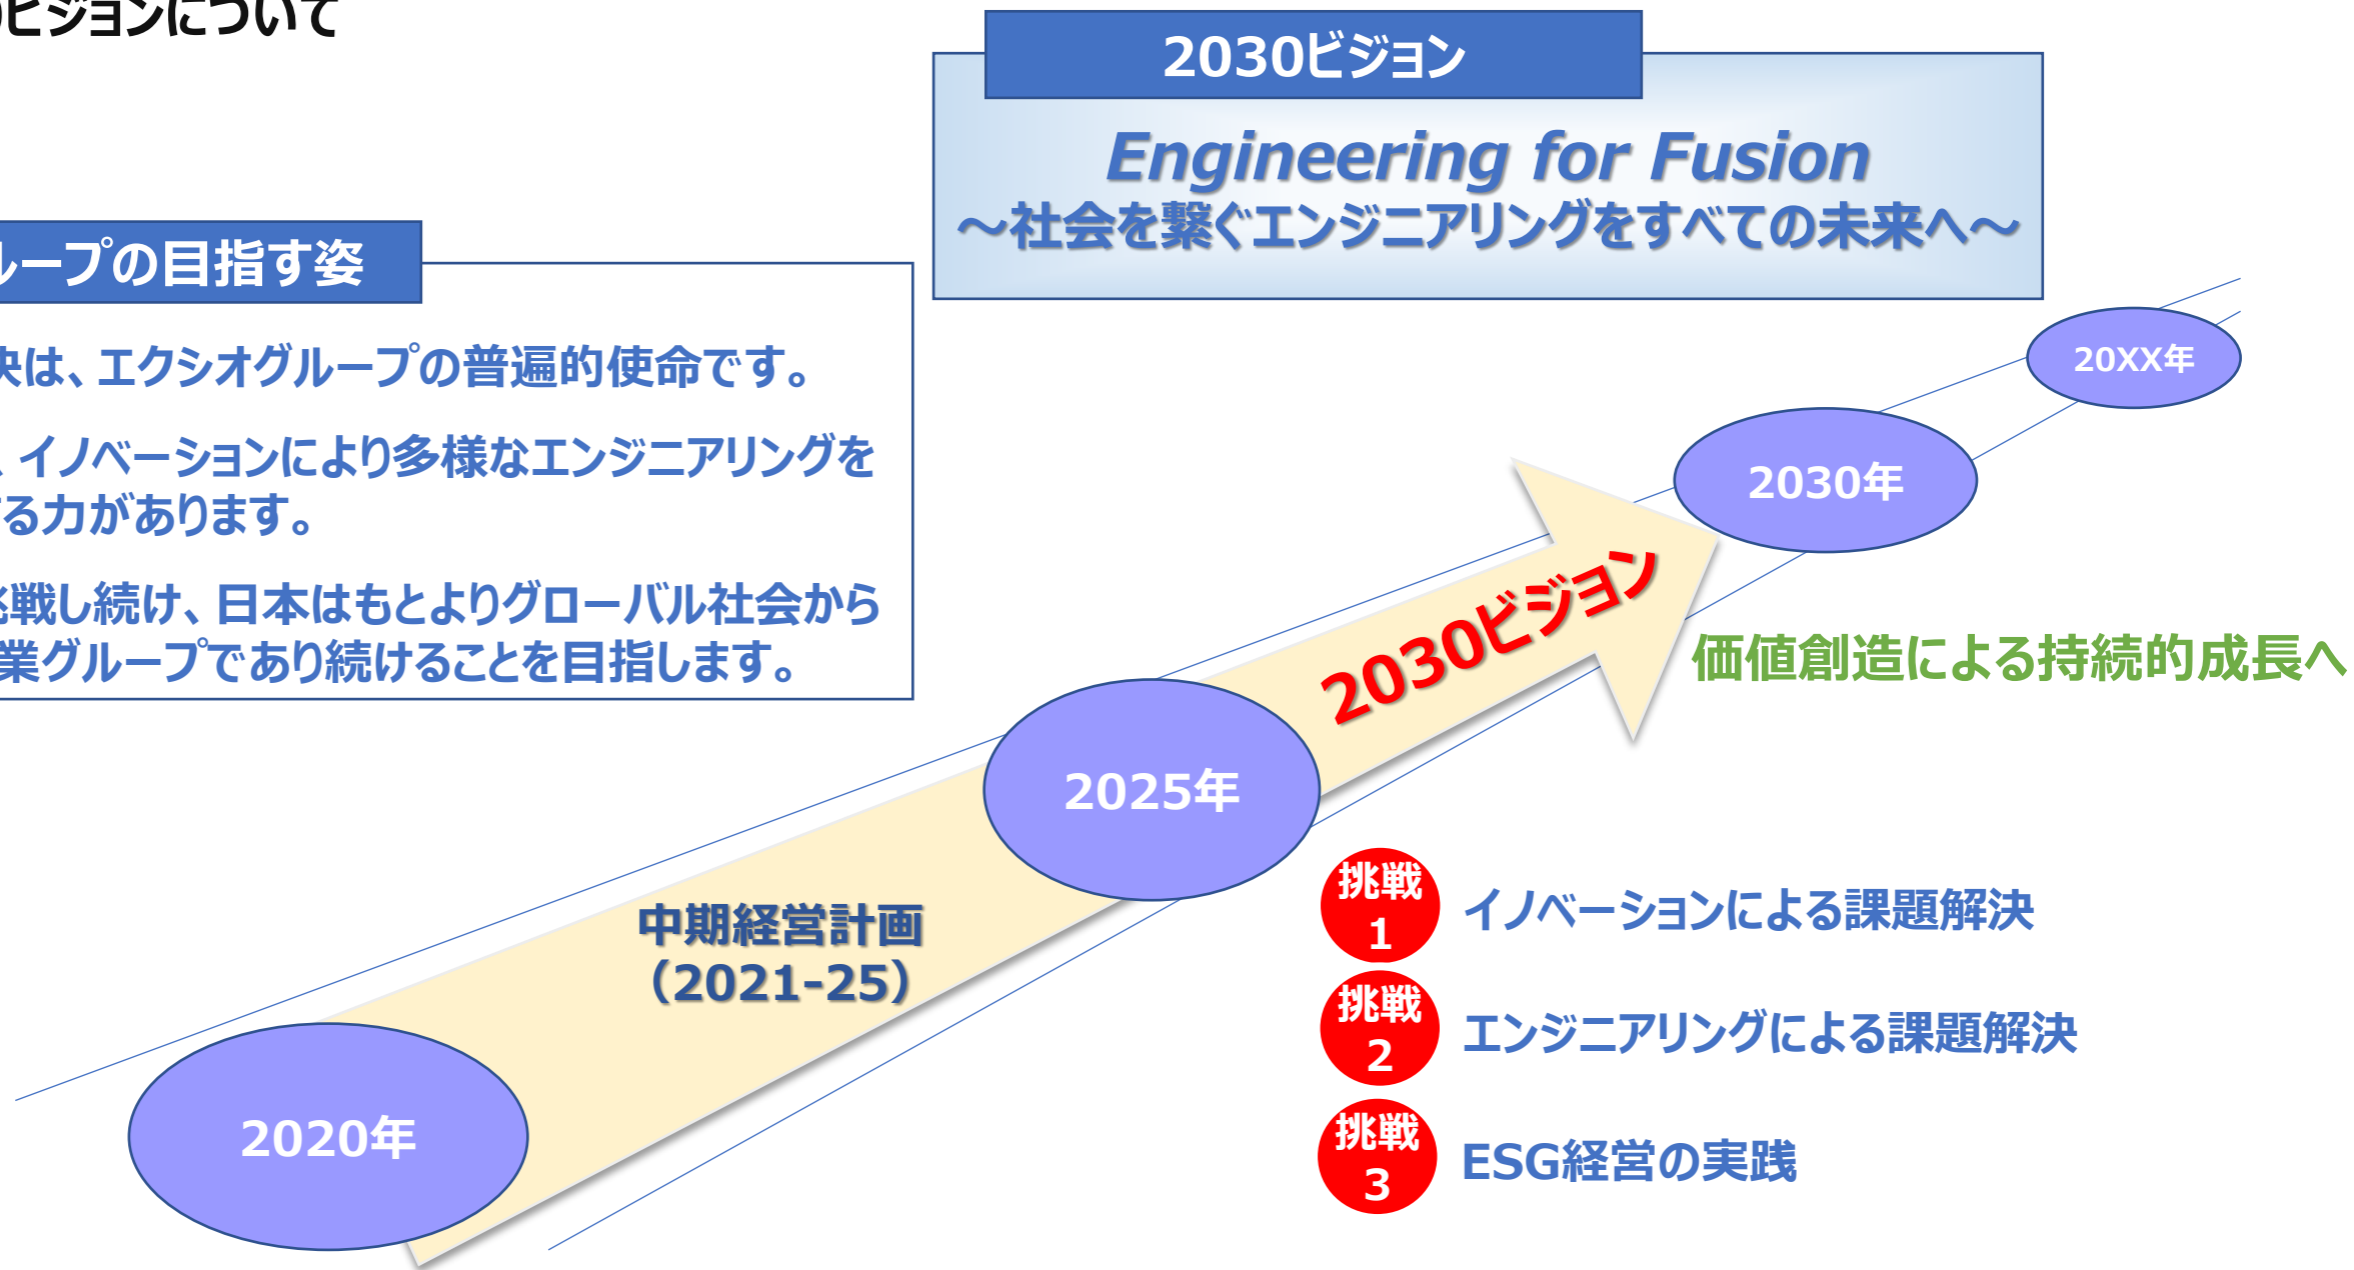 ビジョンについて
2030ビジョン
Engineering for Fusion
～社会を繋ぐエンジニアリングをすべての未来へ～
ループの目指す姿
決は、エクシオグループの普遍的使命です。
、イノベーションにより多様なエンジニアリングを
する力があります。
挑戦し続け、日本はもとよりグローバル社会から
業グループであり続けることを目指します。
20XX年
2030年
2030ビジョン
価値創造による持続的成長へ
2025年
中期経営計画
（2021-25）
2020年
挑戦
1
イノベーションによる課題解決
挑戦
2
エンジニアリングによる課題解決
挑戦
3
ESG経営の実践